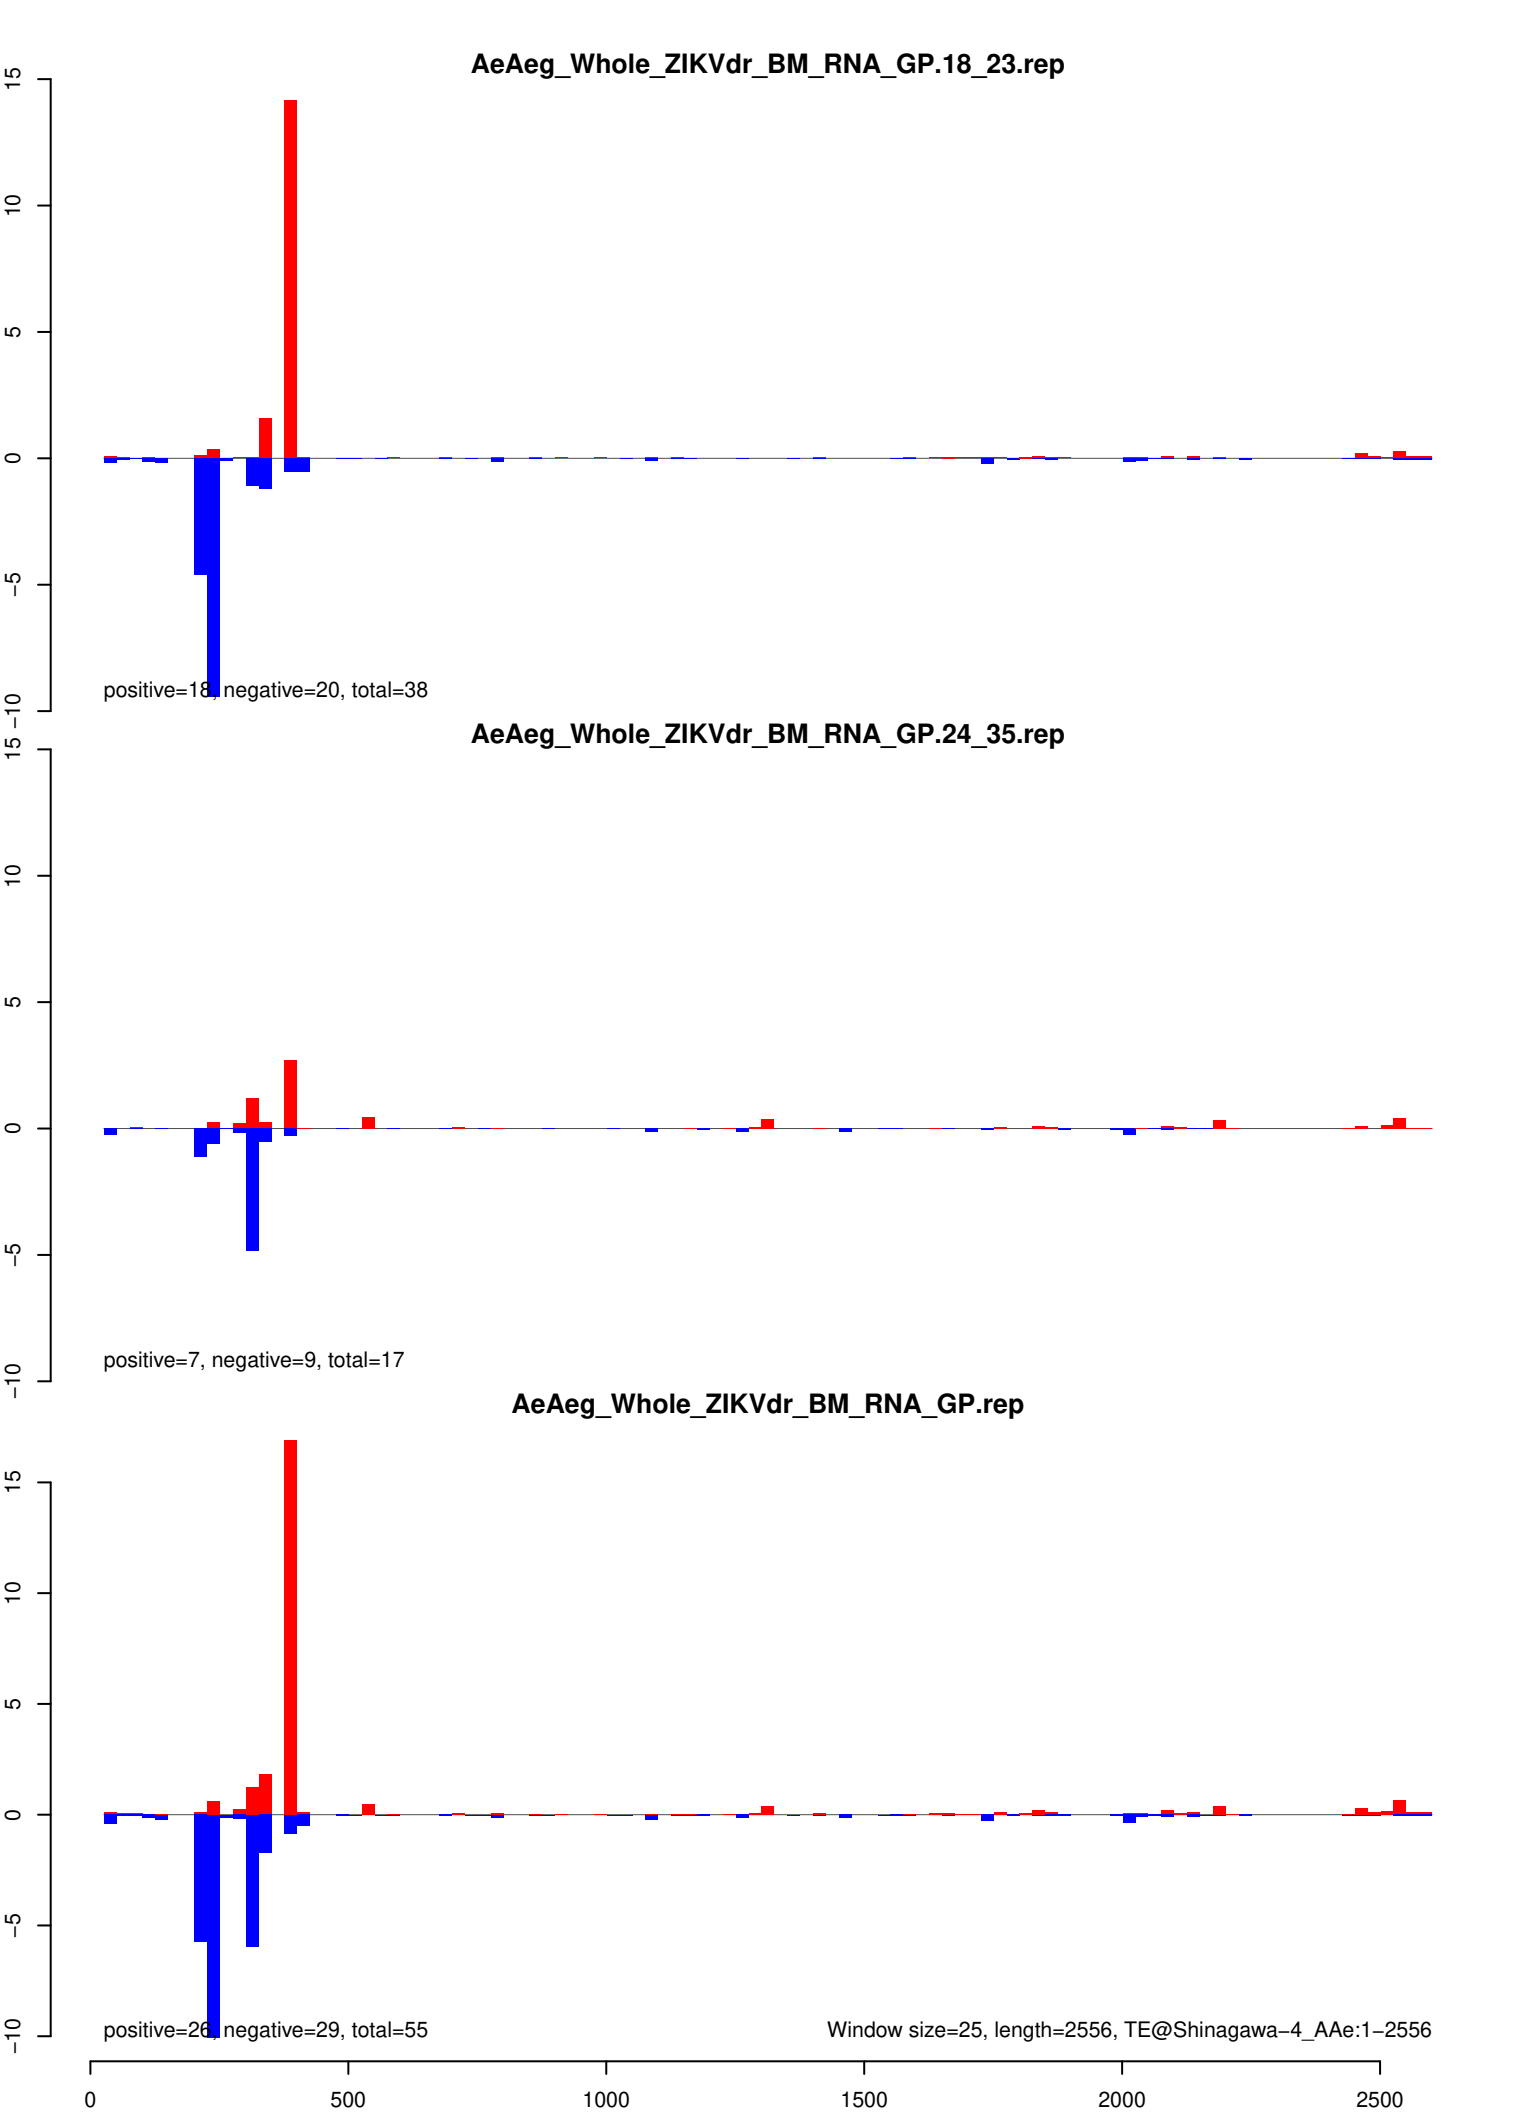 AeAeg_Whole_ZIKVdr_BM_RNA_GP.18_23.rep
15
10
5
0
−5
−10
positive=18, negative=20, total=38
AeAeg_Whole_ZIKVdr_BM_RNA_GP.24_35.rep
15
10
5
0
−5
−10
positive=7, negative=9, total=17
AeAeg_Whole_ZIKVdr_BM_RNA_GP.rep
15
10
5
0
−5
−10
positive=26, negative=29, total=55
Window size=25, length=2556, TE@Shinagawa−4_AAe:1−2556
0 500 1000 1500 2000 2500